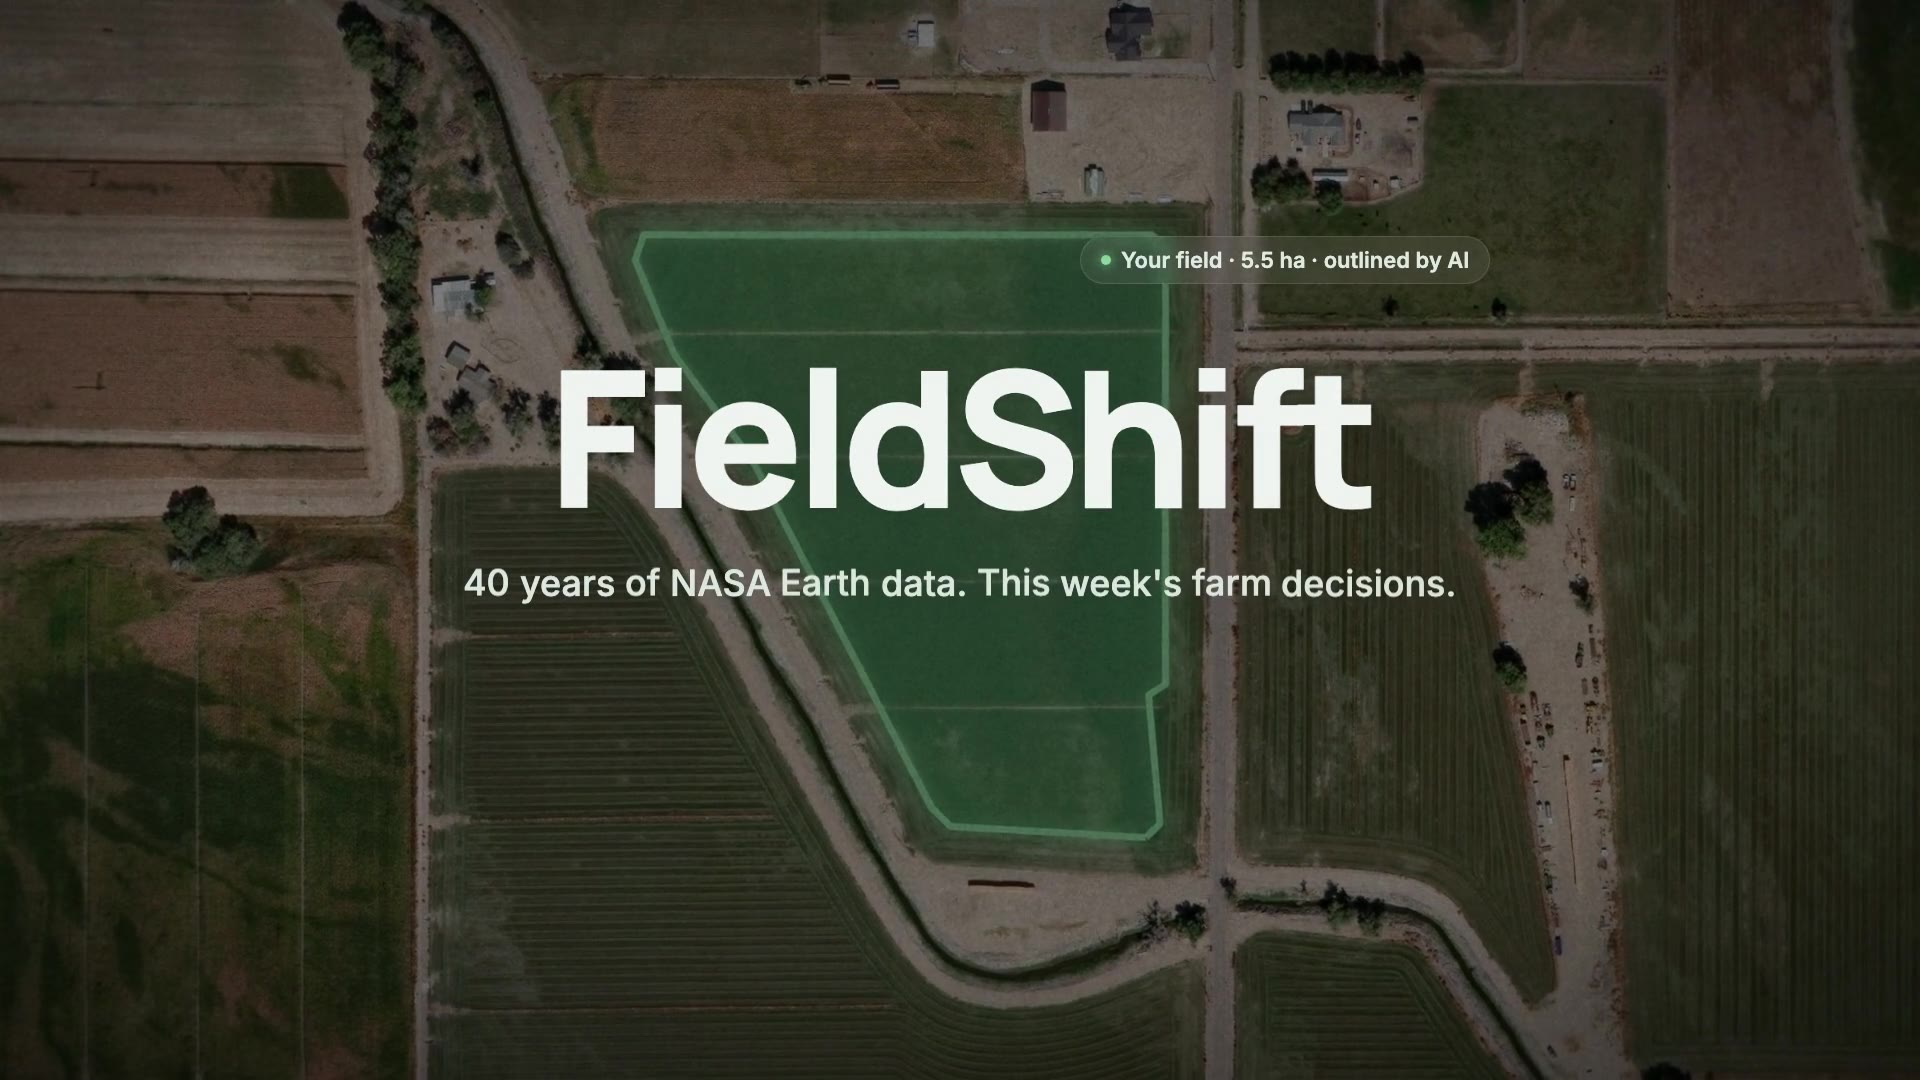 Your field · 5.5 ha · outlined by AI
FieldShift
40 years of NASA Earth data. This week's farm decisions.